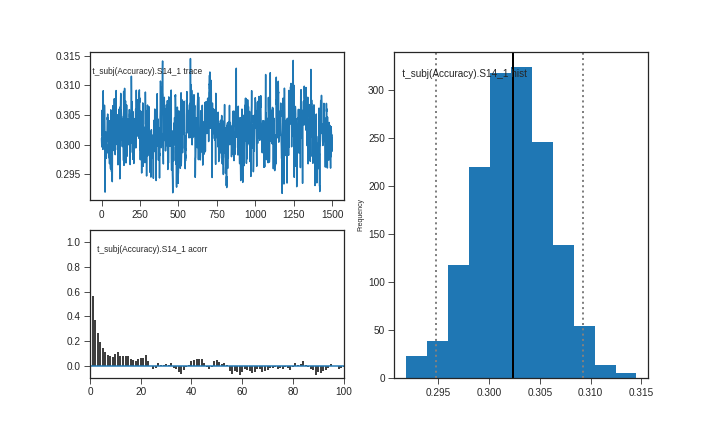 t_subj(Accuracy).S14_1 trace
0.315
0.310
0.305
0.300
0.295
0 250 500 750 1000 1250 1500
t_subj(Accuracy).S14_1 acorr
1.0
0.8
0.6
0.4
0.2
0.0
0 20 40 60 80 100
t_subj(Accuracy).S14_1 hist
Frequency
300
250
200
150
100
50
0
0.295 0.300 0.305 0.310 0.315